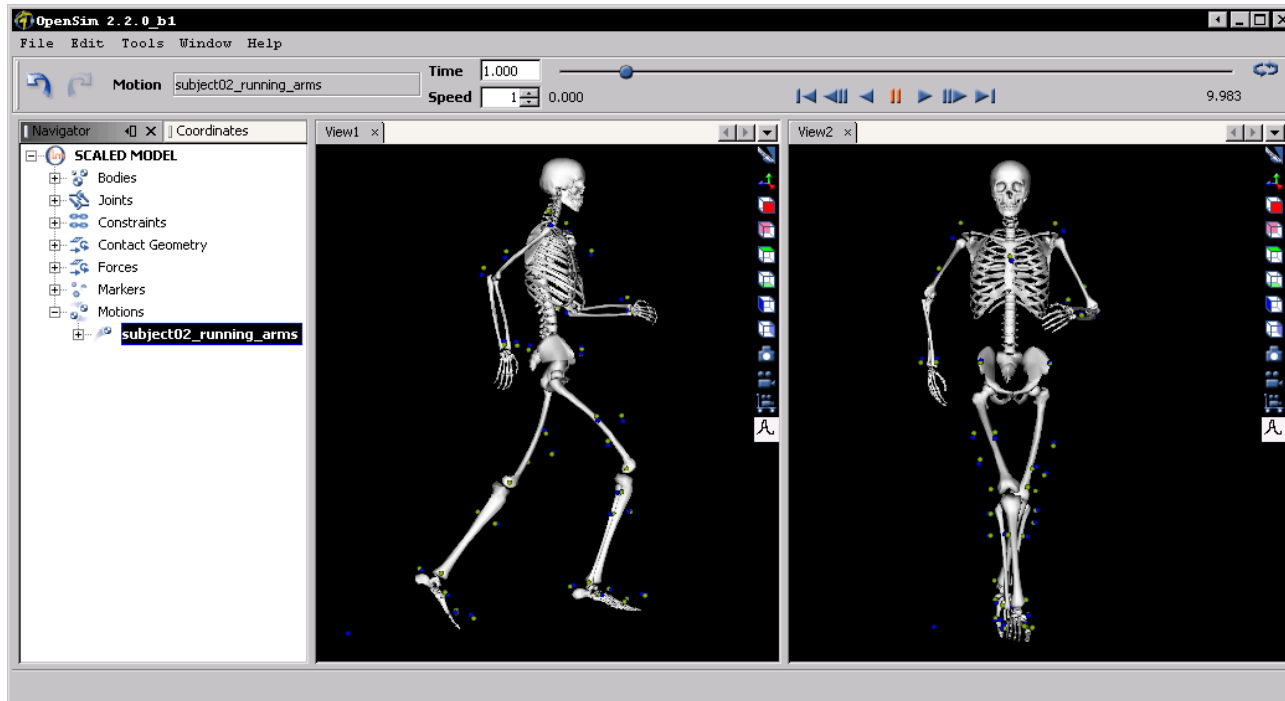 OpenSim 2.2.0_b1
File Edit Tools Window Help
Motion subject02_running_arms
Time 1.000
Speed 1 0.000
9.983
Navigator Coordinates
View1
View2
SCALED MODEL
Bodies
Joints
Constraints
Contact Geometry
Forces
Markers
Motions
subject02_running_arms